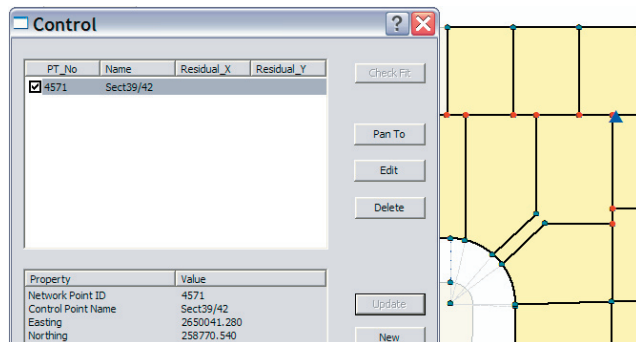 Control
PT_No Name Residual_X Residual_Y
4571 Sect39/42
Check Fit
Pan To
Edit
Delete
Property Value
Network Point ID 4571
Control Point Name Sect39/42
Easting 2650041.280
Northing 258770.540
Update
New